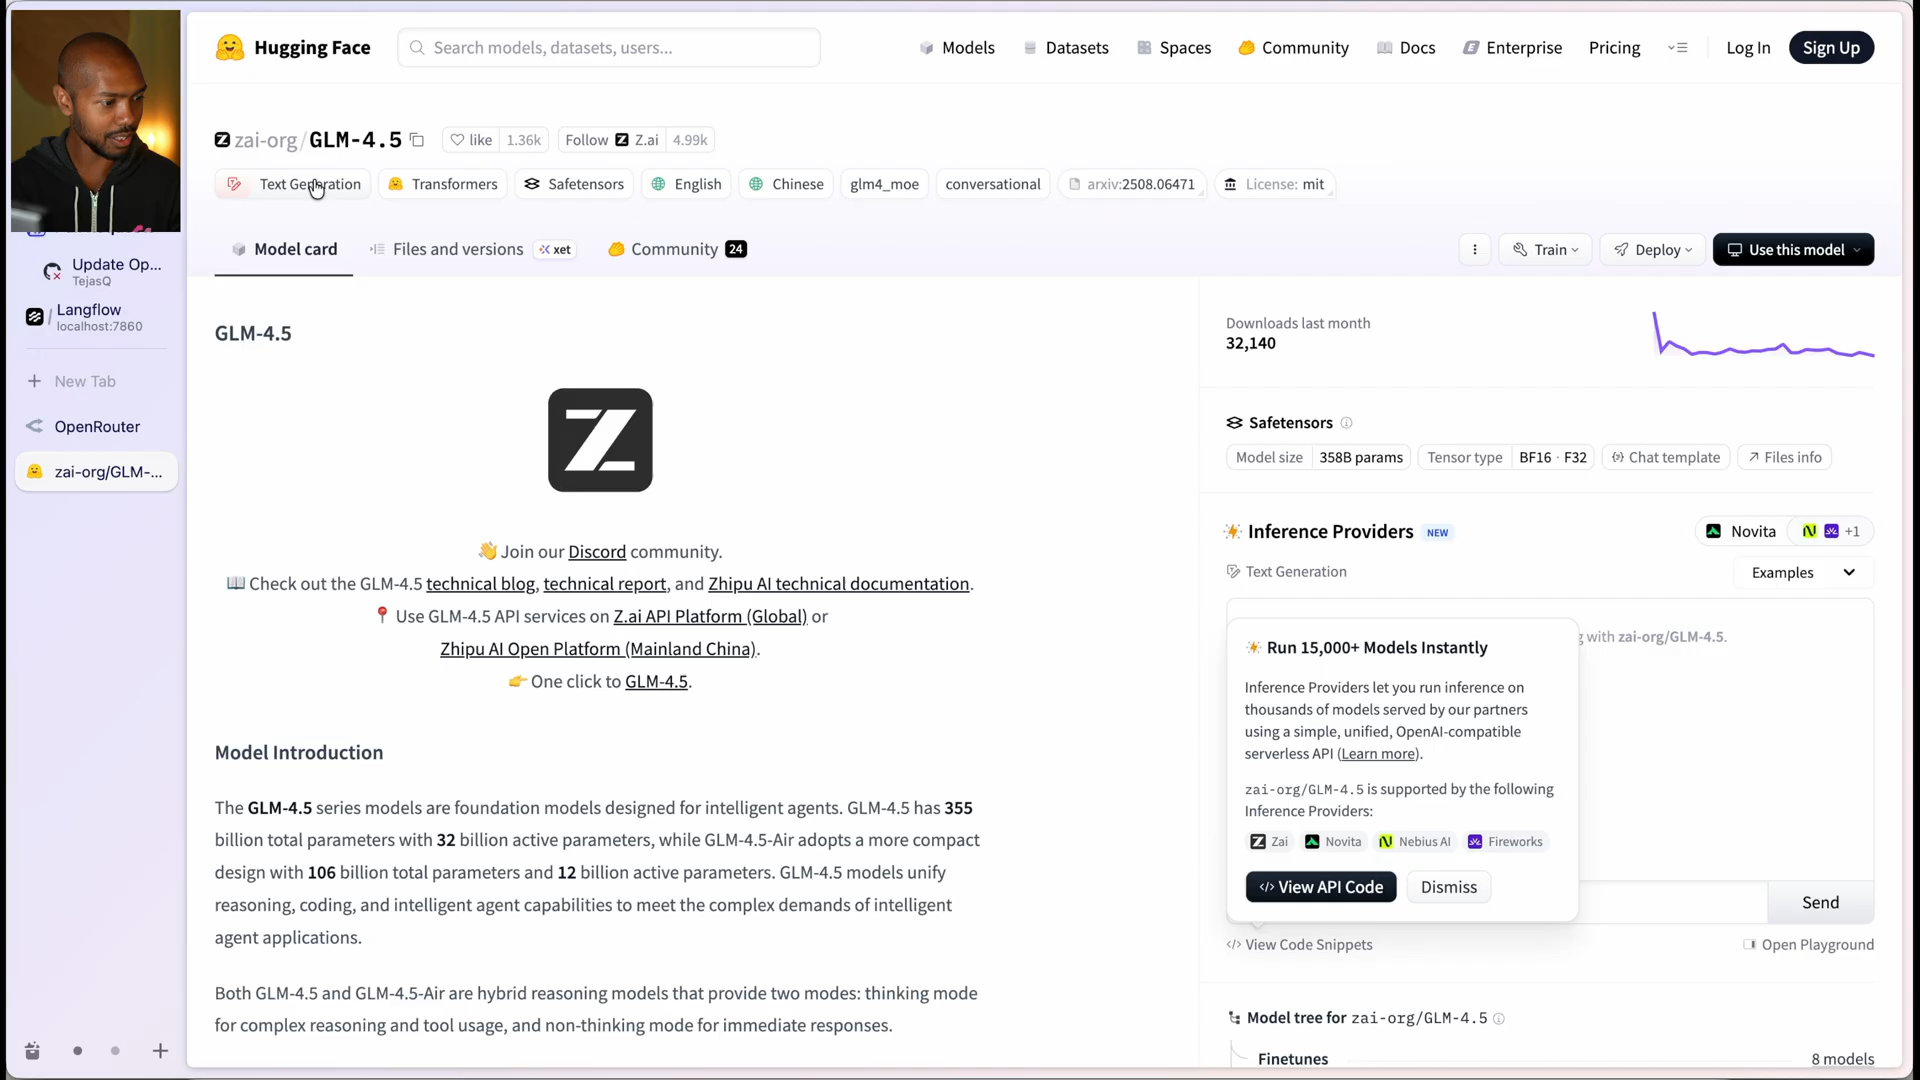 Hugging Face
Search models, datasets, users...
Models
Datasets
Spaces
Community
Docs
Enterprise
Pricing
Log In
Sign Up
zai-org/GLM-4.5
like 1.36k
Follow Z.ai 4.99k
Text Generation
Transformers
Safetensors
English
Chinese
glm4_moe
conversational
arxiv:2508.06471
License: mit
Model card
Files and versions
xet
Community 24
Train
Deploy
Use this model
Update Op...
TejasQ
Langflow
localhost:7860
New Tab
OpenRouter
zai-org/GLM-...
GLM-4.5
Z
👋 Join our Discord community.
📖 Check out the GLM-4.5 technical blog, technical report, and Zhipu AI technical documentation.
📍 Use GLM-4.5 API services on Z.ai API Platform (Global) or
Zhipu AI Open Platform (Mainland China).
👉 One click to GLM-4.5.
Model Introduction
The GLM-4.5 series models are foundation models designed for intelligent agents. GLM-4.5 has 355
billion total parameters with 32 billion active parameters, while GLM-4.5-Air adopts a more compact
design with 106 billion total parameters and 12 billion active parameters. GLM-4.5 models unify
reasoning, coding, and intelligent agent capabilities to meet the complex demands of intelligent
agent applications.
Both GLM-4.5 and GLM-4.5-Air are hybrid reasoning models that provide two modes: thinking mode
for complex reasoning and tool usage, and non-thinking mode for immediate responses.
Downloads last month
32,140
Safetensors
Model size 358B params
Tensor type BF16 · F32
Chat template
Files info
Inference Providers NEW
Novita
+1
Text Generation
Examples
with zai-org/GLM-4.5.
Run 15,000+ Models Instantly
Inference Providers let you run inference on
thousands of models served by our partners
using a simple, unified, OpenAI-compatible
serverless API (Learn more).
zai-org/GLM-4.5 is supported by the following
Inference Providers:
Zai
Novita
Nebius AI
Fireworks
</> View API Code
Dismiss
Send
</> View Code Snippets
Open Playground
Model tree for zai-org/GLM-4.5
Finetunes
8 models